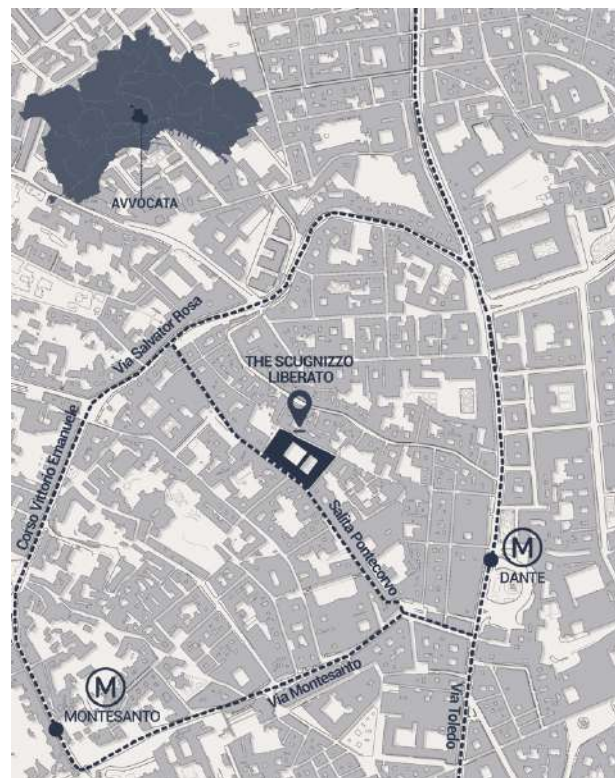 AVVOCATA
Via Salvator Rosa
THE SCUGNIZZO
LIBERATO
Corso Vittorio Emanuele
Salita Pontecorvo
M
DANTE
M
MONTESANTO
Via Montesanto
Via Toledo